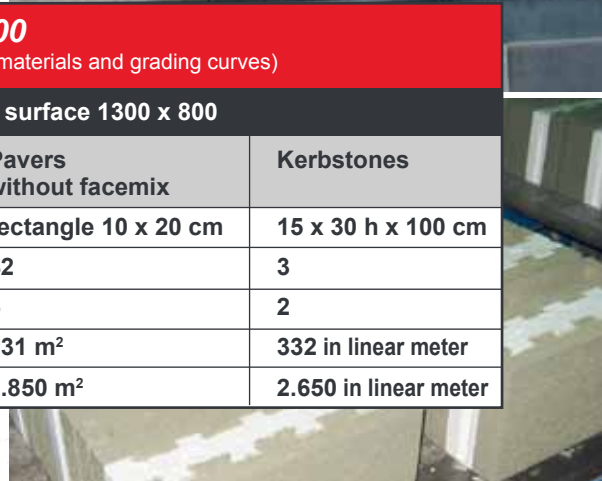 00
materials and grading curves)
surface 1300 x 800
Pavers
without facemix
Kerbstones
ectangle 10 x 20 cm
15 x 30 h x 100 cm
2
3
2
31 m²
332 in linear meter
.850 m²
2.650 in linear meter